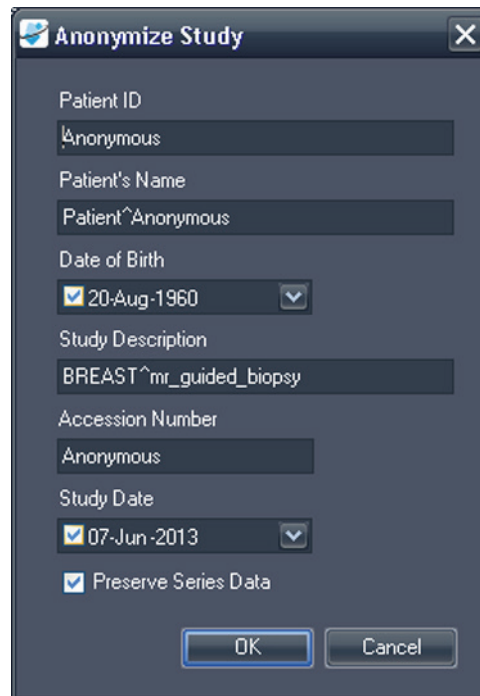 Anonymize Study
Patient ID
Anonymous
Patient's Name
Patient^Anonymous
Date of Birth
20-Aug-1960
Study Description
BREAST^mr_guided_biopsy
Accession Number
Anonymous
Study Date
07-Jun-2013
Preserve Series Data
OK Cancel